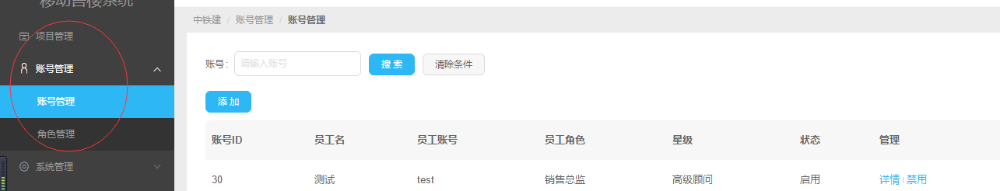 移动售楼系统
中铁建 / 账号管理 / 账号管理
项目管理
账号管理
账号管理
角色管理
系统管理
账号: 请输入账号 搜 索 清除条件
添 加
账号ID 员工名 员工账号 员工角色 星级 状态 管理
30 测试 test 销售总监 高级顾问 启用 详情 | 禁用